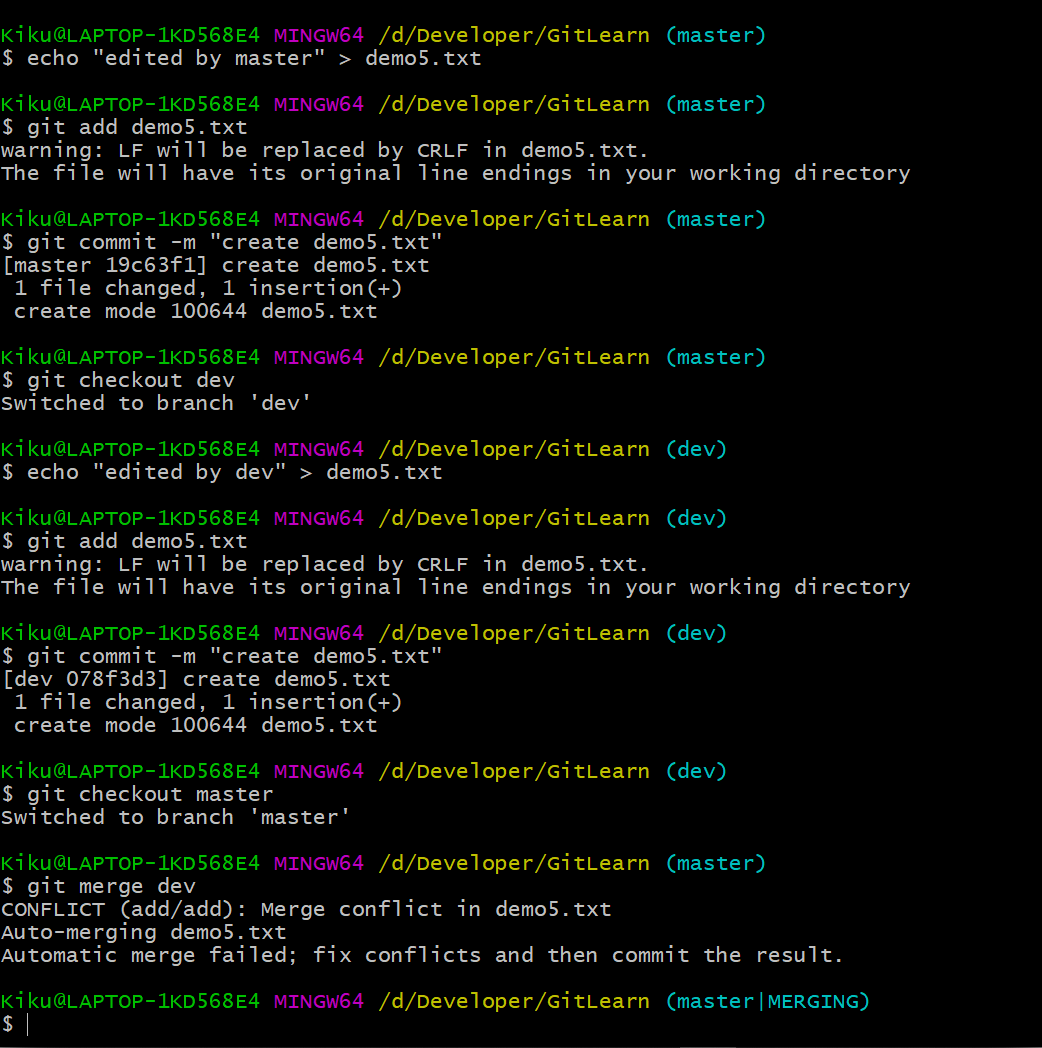 Kiku@LAPTOP-1KD568E4 MINGW64 /d/Developer/GitLearn (master)
$ echo "edited by master" > demo5.txt
Kiku@LAPTOP-1KD568E4 MINGW64 /d/Developer/GitLearn (master)
$ git add demo5.txt
warning: LF will be replaced by CRLF in demo5.txt.
The file will have its original line endings in your working directory
Kiku@LAPTOP-1KD568E4 MINGW64 /d/Developer/GitLearn (master)
$ git commit -m "create demo5.txt"
[master 19c63f1] create demo5.txt
 1 file changed, 1 insertion(+)
 create mode 100644 demo5.txt
Kiku@LAPTOP-1KD568E4 MINGW64 /d/Developer/GitLearn (master)
$ git checkout dev
Switched to branch 'dev'
Kiku@LAPTOP-1KD568E4 MINGW64 /d/Developer/GitLearn (dev)
$ echo "edited by dev" > demo5.txt
Kiku@LAPTOP-1KD568E4 MINGW64 /d/Developer/GitLearn (dev)
$ git add demo5.txt
warning: LF will be replaced by CRLF in demo5.txt.
The file will have its original line endings in your working directory
Kiku@LAPTOP-1KD568E4 MINGW64 /d/Developer/GitLearn (dev)
$ git commit -m "create demo5.txt"
[dev 078f3d3] create demo5.txt
 1 file changed, 1 insertion(+)
 create mode 100644 demo5.txt
Kiku@LAPTOP-1KD568E4 MINGW64 /d/Developer/GitLearn (dev)
$ git checkout master
Switched to branch 'master'
Kiku@LAPTOP-1KD568E4 MINGW64 /d/Developer/GitLearn (master)
$ git merge dev
CONFLICT (add/add): Merge conflict in demo5.txt
Auto-merging demo5.txt
Automatic merge failed; fix conflicts and then commit the result.
Kiku@LAPTOP-1KD568E4 MINGW64 /d/Developer/GitLearn (master|MERGING)
$